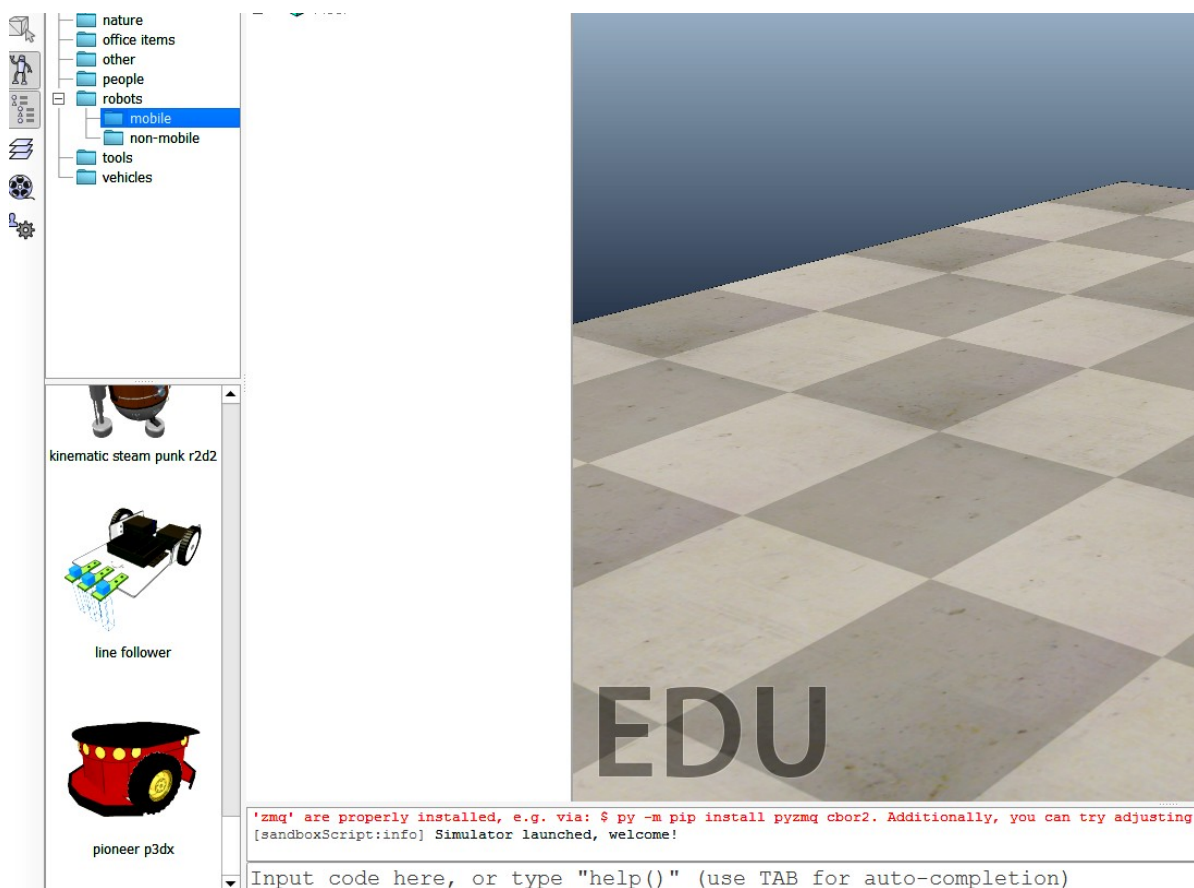 nature
office items
other
people
robots
mobile
non-mobile
tools
vehicles
kinematic steam punk r2d2
line follower
pioneer p3dx
EDU
'zmq' are properly installed, e.g. via: $ py -m pip install pyzmq cbor2. Additionally, you can try adjusting
[sandboxScript:info] Simulator launched, welcome!
Input code here, or type "help()" (use TAB for auto-completion)